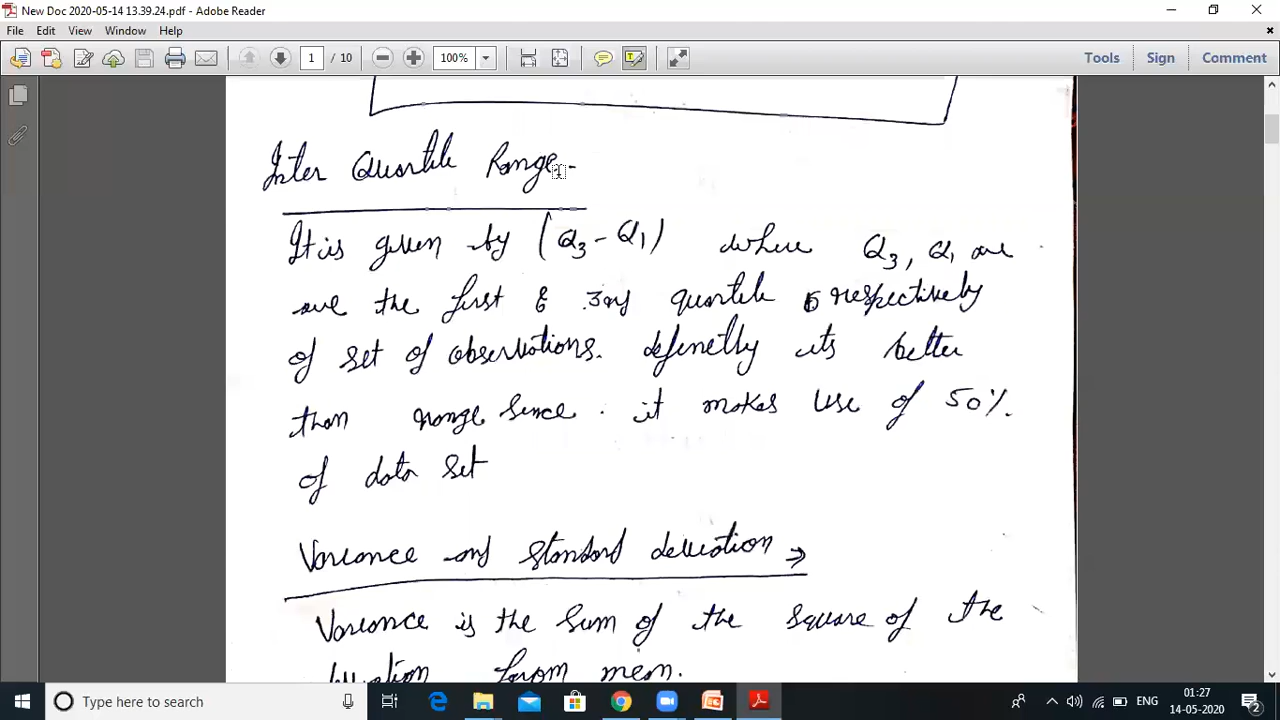 New Doc 2020-05-14 13.39.24.pdf - Adobe Reader
File Edit View Window Help
1 / 10 100% Tools Sign Comment
Inter Quartile Range -
It is given by (Q3 - Q1) where Q3, Q1 are
are the first & 3rd quartile respectively
of set of observations. definetly its better
than range since it makes use of 50%.
of data set
Variance and standard deviation ⇒
Variance is the sum of the square of the
deviation from mean.
Type here to search
ENG 01:27 14-05-2020 2